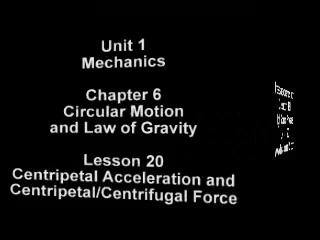 Unit 1
Mechanics
Chapter 6
Circular Motion
and Law of Gravity
Lesson 20
Centripetal Acceleration and
Centripetal/Centrifugal Force